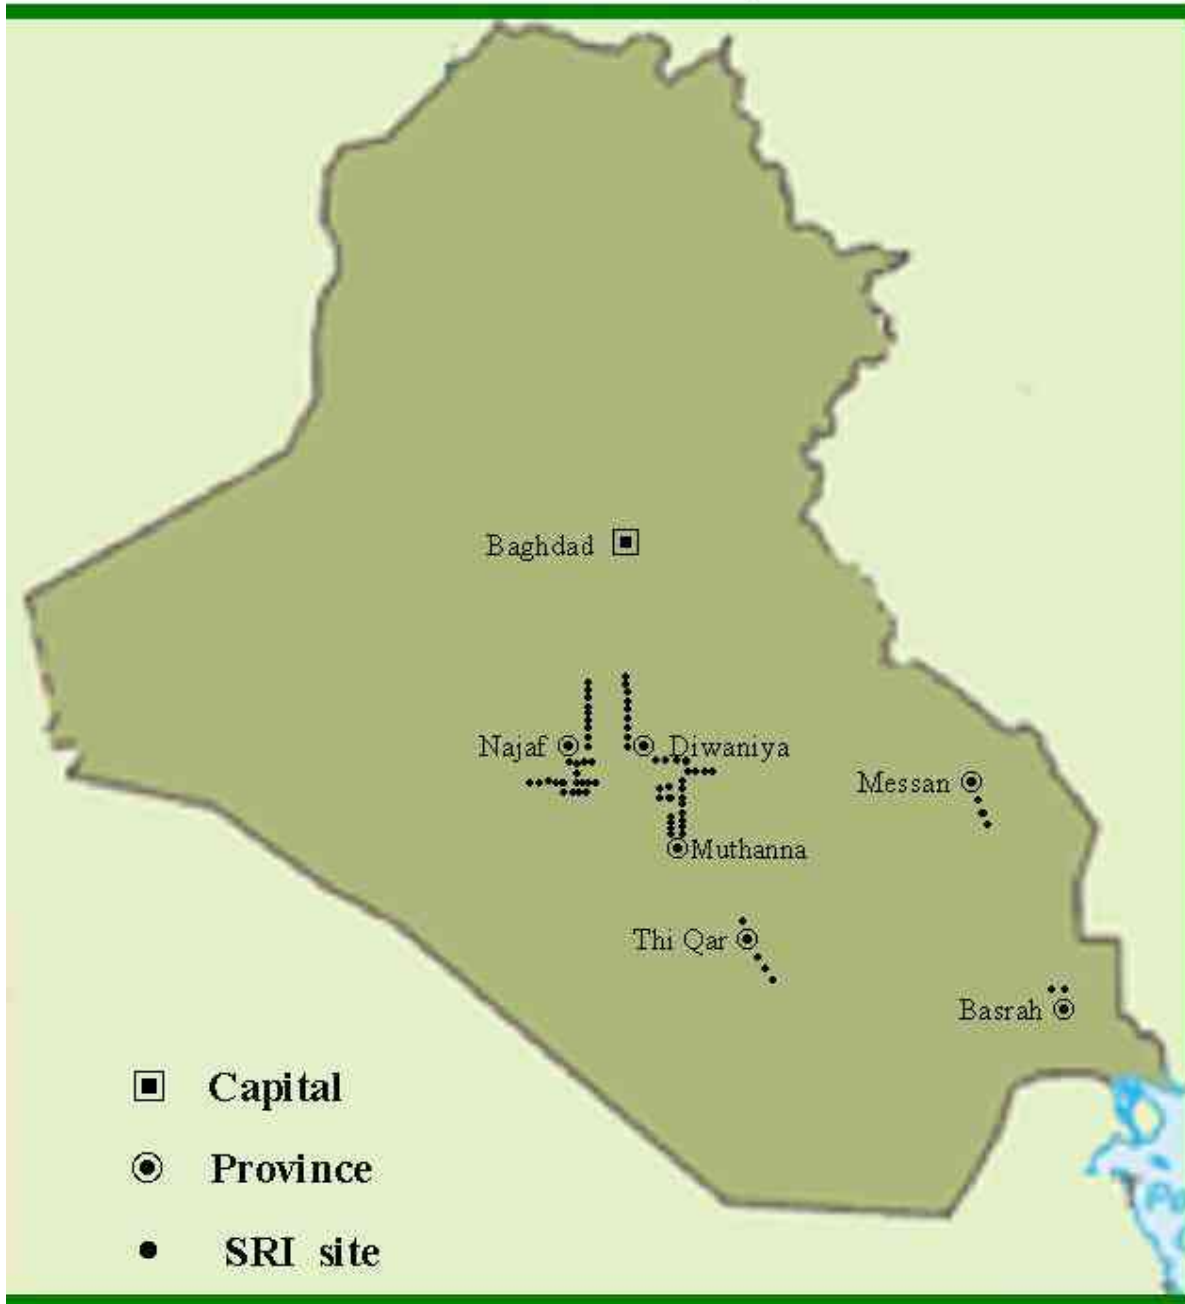 Baghdad
Najaf
Diwaniya
Messan
Muthanna
Thi Qar
Basrah
Capital
Province
SRI site